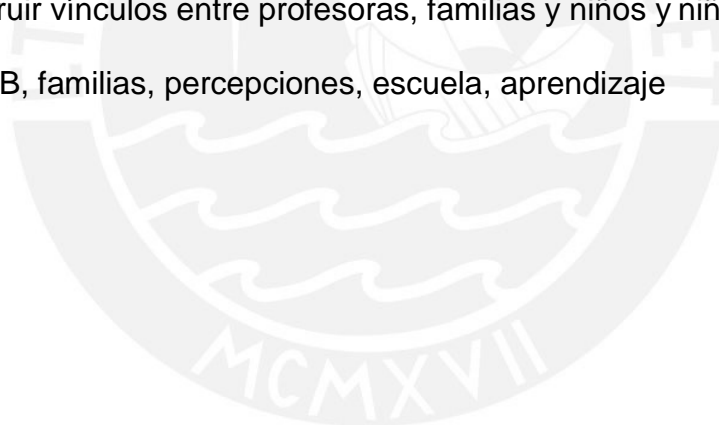 ruir vínculos entre profesoras, familias y niños y niñ
B, familias, percepciones, escuela, aprendizaje
MCMXVII